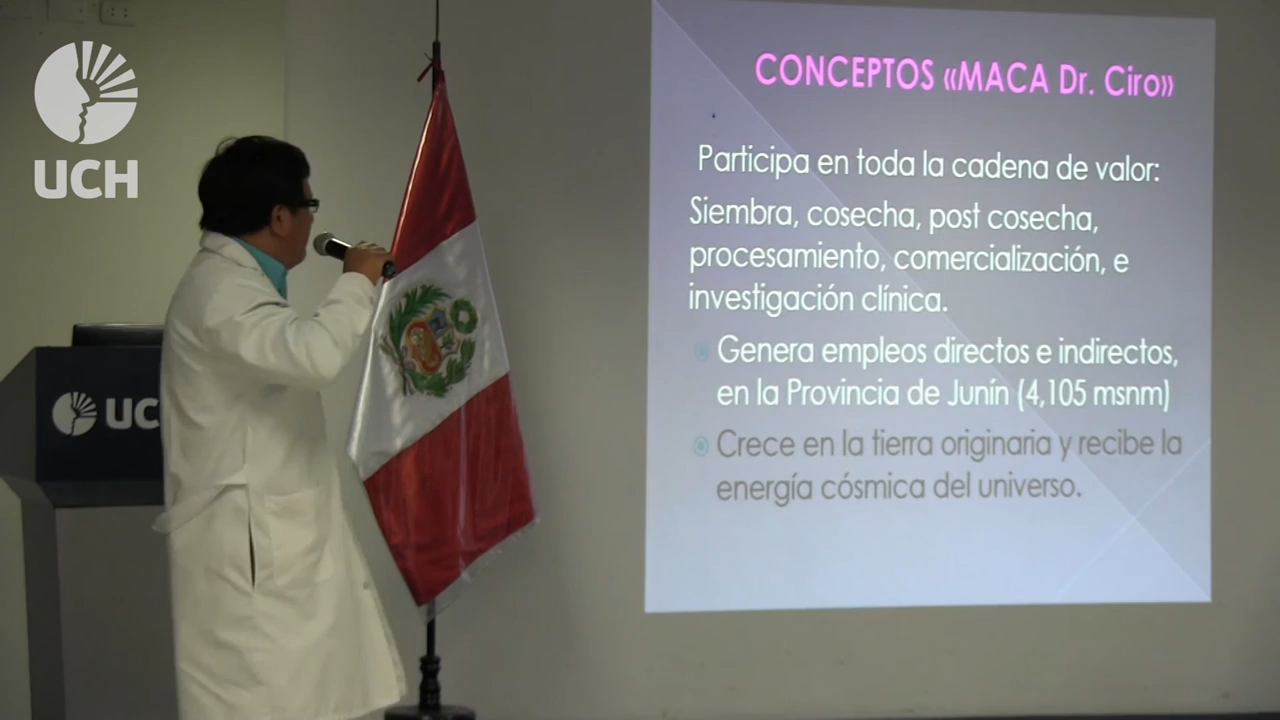 UCH
UC
CONCEPTOS «MACA Dr. Ciro»
Participa en toda la cadena de valor:
Siembra, cosecha, post cosecha,
procesamiento, comercialización, e
investigación clínica.
Genera empleos directos e indirectos,
en la Provincia de Junín (4,105 msnm)
Crece en la tierra originaria y recibe la
energía cósmica del universo.